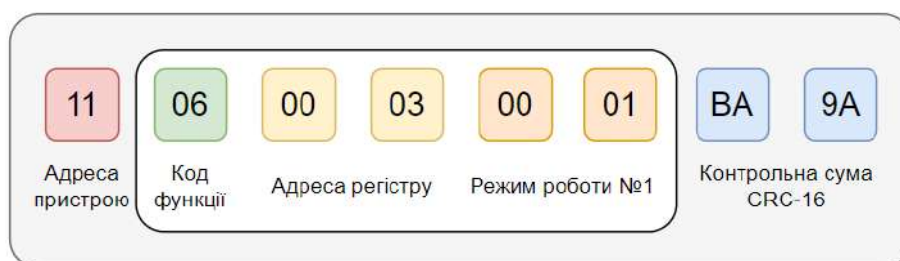 11 06 00 03 00 01 BA 9A
Адреса пристрою
Код функції
Адреса регістру
Режим роботи №1
Контрольна сума CRC-16